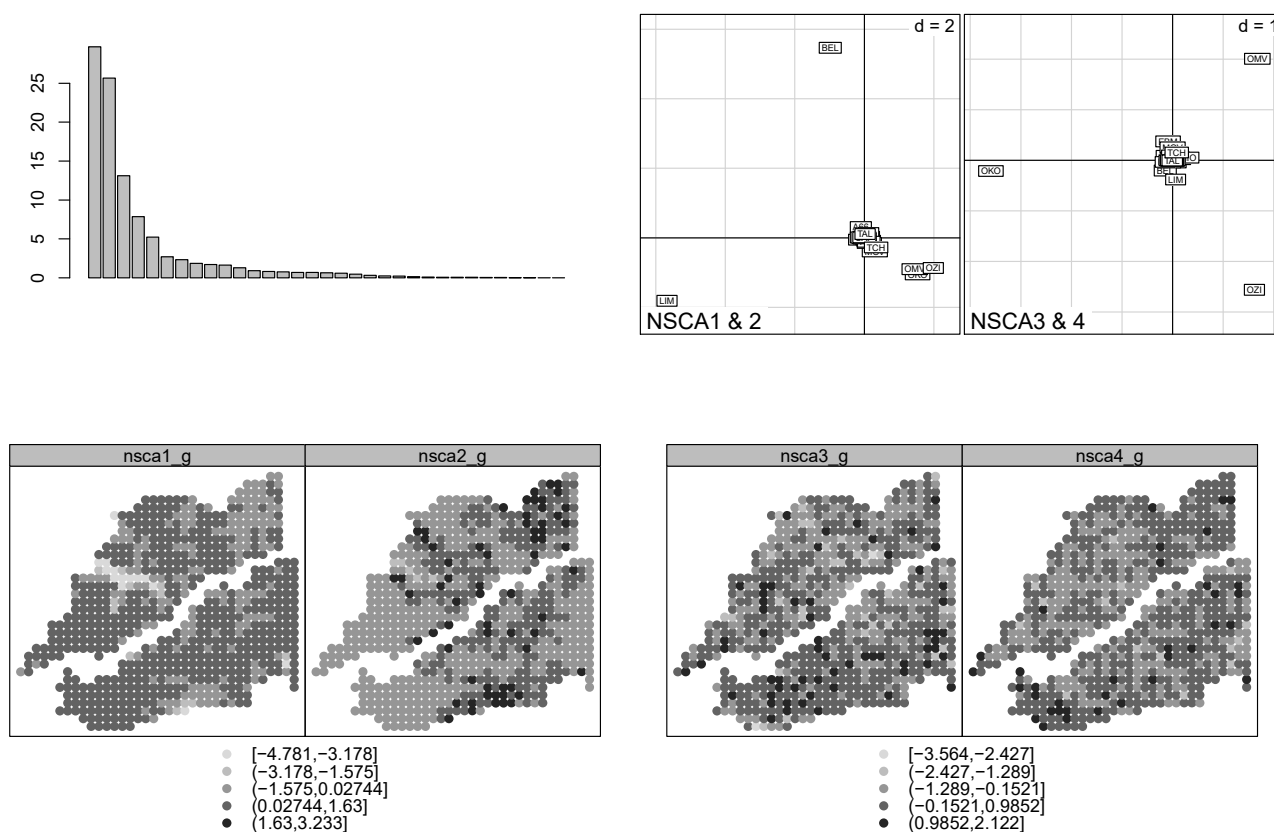 25
20
15
10
5
0
d = 2
BEL
TAL
TCH
OMV
OZI
LIM
NSCA1 & 2
d = 1
OMV
TCH
TAL
OKO
LIM
OZI
NSCA3 & 4
nsca1_g
nsca2_g
[−4.781,−3.178]
(−3.178,−1.575]
(−1.575,0.02744]
(0.02744,1.63]
(1.63,3.233]
nsca3_g
nsca4_g
[−3.564,−2.427]
(−2.427,−1.289]
(−1.289,−0.1521]
(−0.1521,0.9852]
(0.9852,2.122]